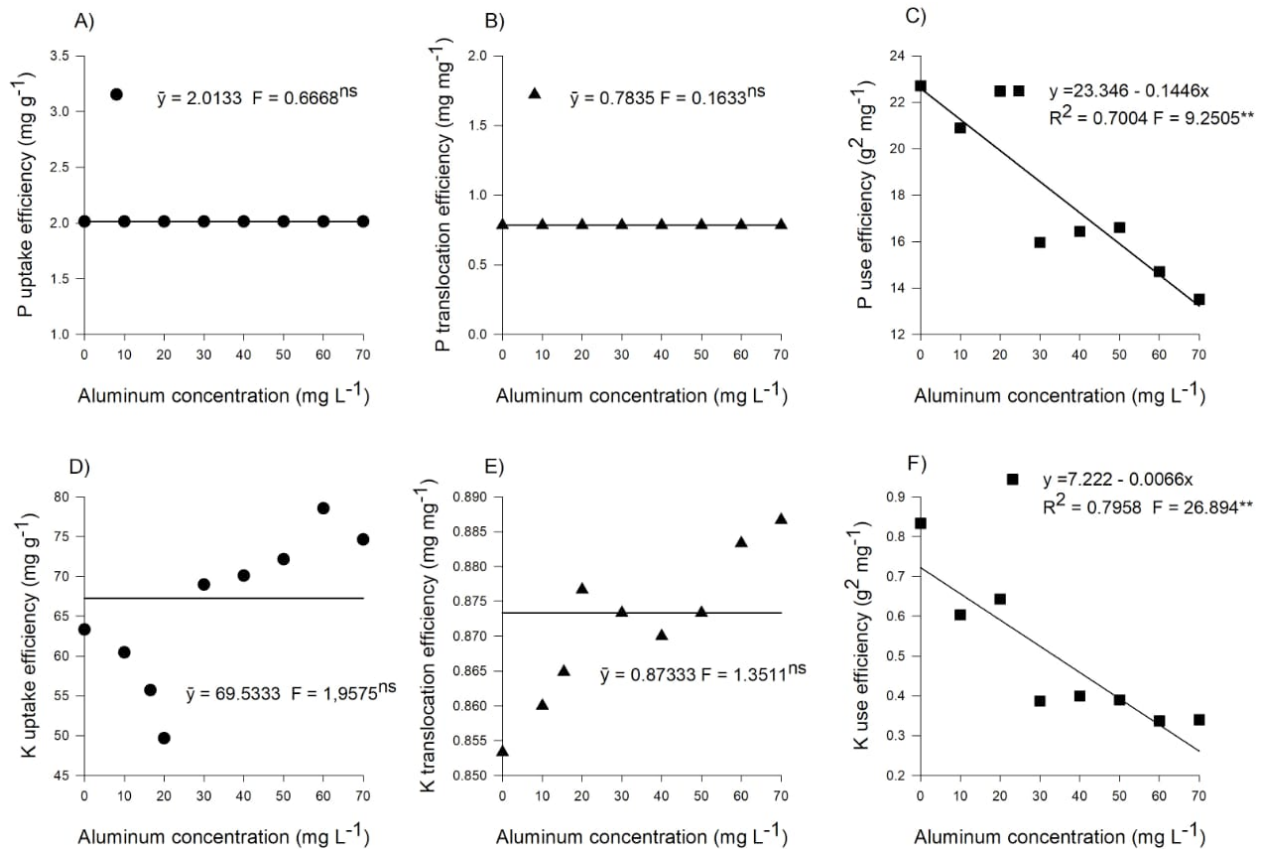 A)
P uptake efficiency (mg g-1)
3.5
3.0
2.5
2.0
1.5
1.0
ȳ = 2.0133 F = 0.6668ns
0 10 20 30 40 50 60 70
Aluminum concentration (mg L-1)
B)
P translocation efficiency (mg mg-1)
2.0
1.5
1.0
0.5
0.0
ȳ = 0.7835 F = 0.1633ns
0 10 20 30 40 50 60 70
Aluminum concentration (mg L-1)
C)
P use efficiency (g2 mg-1)
24
22
20
18
16
14
12
y =23.346 - 0.1446x
R2 = 0.7004 F = 9.2505**
0 10 20 30 40 50 60 70
Aluminum concentration (mg L-1)
D)
K uptake efficiency (mg g-1)
80
75
70
65
60
55
50
45
ȳ = 69.5333 F = 1,9575ns
0 10 20 30 40 50 60 70
Aluminum concentration (mg L-1)
E)
K translocation efficiency (mg mg-1)
0.890
0.885
0.880
0.875
0.870
0.865
0.860
0.855
0.850
ȳ = 0.87333 F = 1.3511ns
0 10 20 30 40 50 60 70
Aluminum concentration (mg L-1)
F)
K use efficiency (g2 mg-1)
0.9
0.8
0.7
0.6
0.5
0.4
0.3
0.2
y =7.222 - 0.0066x
R2 = 0.7958 F = 26.894**
0 10 20 30 40 50 60 70
Aluminum concentration (mg L-1)